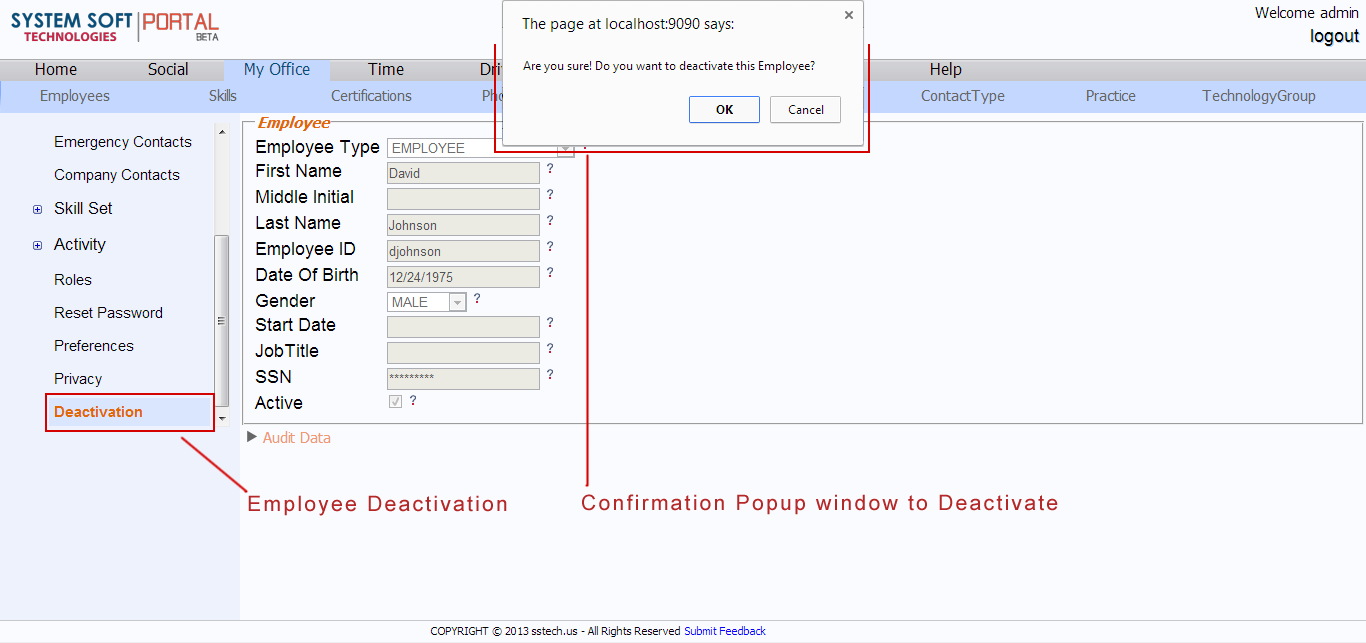 SYSTEM SOFT PORTAL
TECHNOLOGIES BETA
The page at localhost:9090 says:
Are you sure! Do you want to deactivate this Employee?
OK Cancel
Welcome admin
logout
Home Social My Office Time Help
Employees Skills Certifications ContactType Practice TechnologyGroup
Emergency Contacts
Company Contacts
Skill Set
Activity
Roles
Reset Password
Preferences
Privacy
Deactivation
Employee
Employee Type EMPLOYEE
First Name David ?
Middle Initial ?
Last Name Johnson ?
Employee ID djohnson ?
Date Of Birth 12/24/1975 ?
Gender MALE ?
Start Date ?
JobTitle ?
SSN ********* ?
Active ?
Audit Data
Employee Deactivation
Confirmation Popup window to Deactivate
COPYRIGHT © 2013 sstech.us - All Rights Reserved Submit Feedback